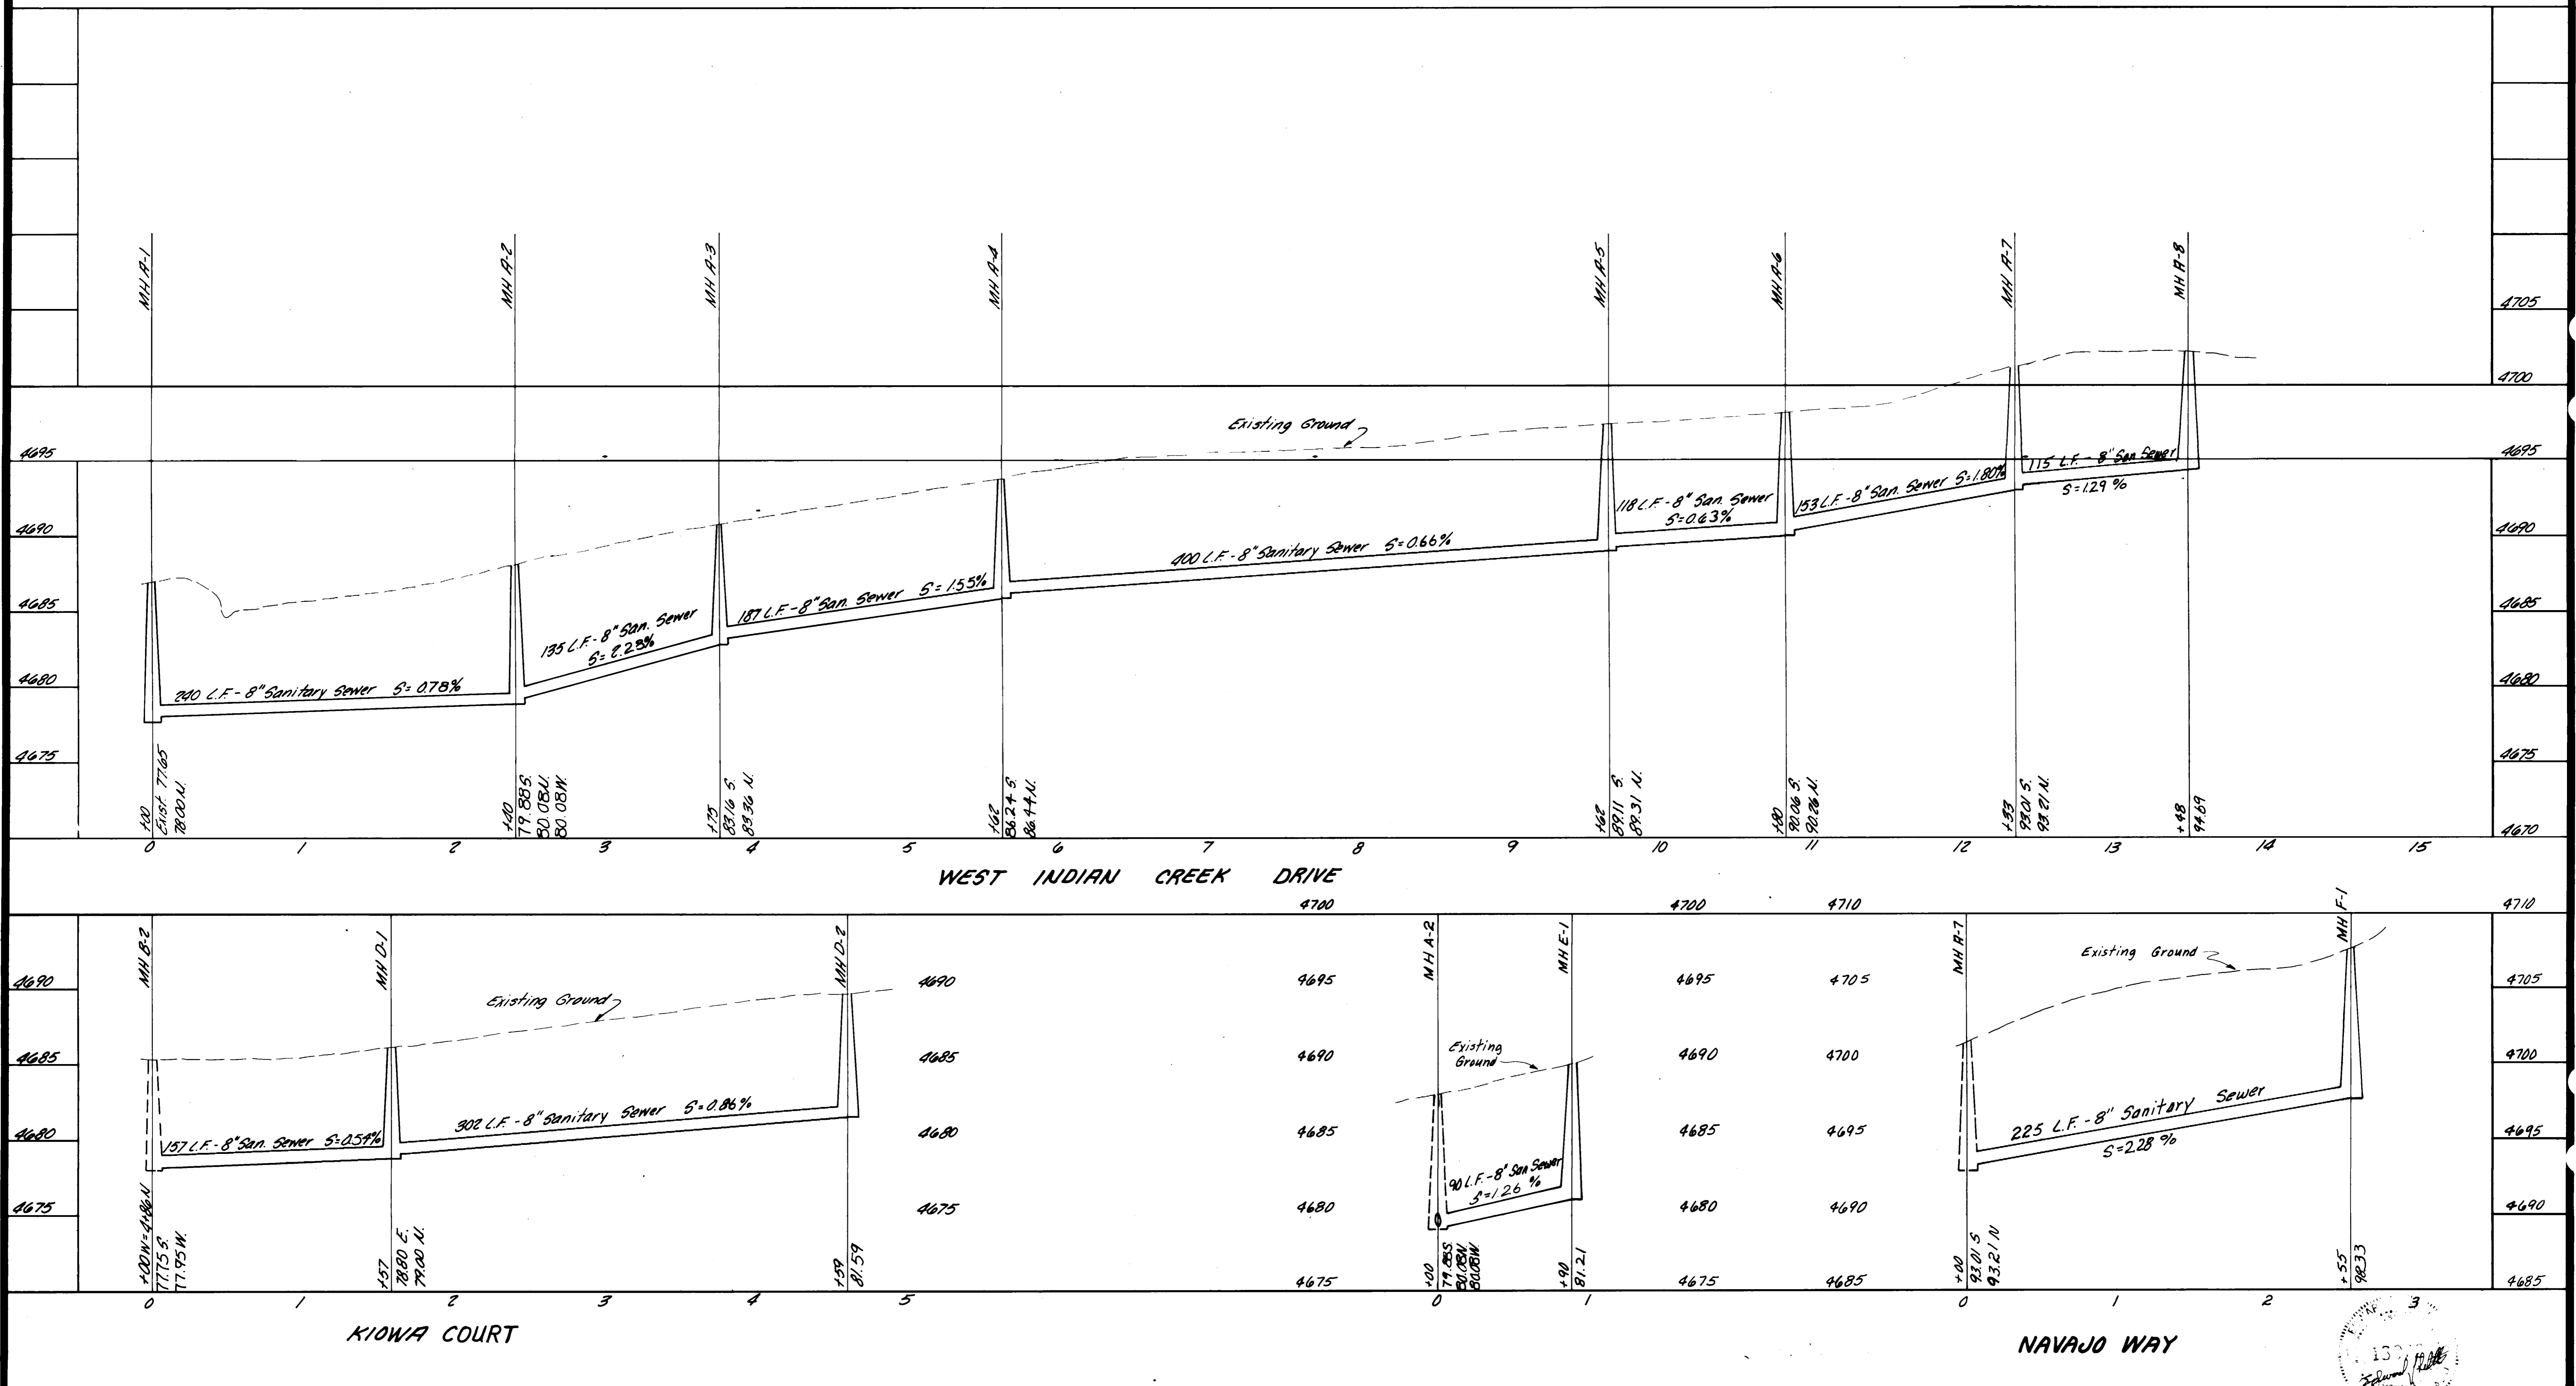 MH A-1
MH A-2
MH A-3
MH A-4
MH A-5
MH A-6
MH A-7
MH A-8
4705
4700
Existing Ground
4695
4695
115 L.F. - 8" San Sewer
S=1.29 %
153 L.F. - 8" San. Sewer S=1.80%
118 L.F. - 8" San. Sewer
S=0.63%
4690
4690
400 L.F. - 8" Sanitary Sewer S=0.66%
187 L.F. - 8" San. Sewer S=1.55%
4685
4685
135 L.F. - 8" San. Sewer
S=2.28%
4680
4680
240 L.F. - 8" Sanitary Sewer S=0.78%
4675
4675
+00
Exist. 77.65
78.00 N.
+40
79.88 S.
80.08 N.
80.08 W.
+75
83.16 S.
83.36 N.
+62
86.24 S.
86.44 N.
+62
89.11 S.
89.31 N.
+80
90.06 S.
90.26 N.
+33
93.01 S.
93.21 N.
+48
94.69
4670
0 1 2 3 4 5 6 7 8 9 10 11 12 13 14 15
WEST INDIAN CREEK DRIVE
MH B-2
MH D-1
MH D-2
4690
4690
Existing Ground
4685
4685
4680
4680
157 L.F. - 8" San. Sewer S=0.54%
302 L.F. - 8" Sanitary Sewer S=0.86%
4675
4675
+00W=4+86N
77.75 S.
77.95 W.
+57
78.80 E.
79.00 N.
+59
81.59
0 1 2 3 4 5
KIOWA COURT
4700
4700
MH A-2
MH E-1
4695
4695
Existing
Ground
4690
4690
4685
4685
90 L.F. - 8" San Sewer
S=1.26 %
4680
4680
4675
4675
+00
79.88S.
80.08N
80.08W.
+90
81.21
0 1
4710
4710
MH A-7
MH F-1
Existing Ground
4705
4705
4700
4700
4695
4695
225 L.F. - 8" Sanitary Sewer
S=2.28 %
4690
4690
4685
4685
+00
93.01 S
93.21 N
+55
98.33
0 1 2 3
NAVAJO WAY